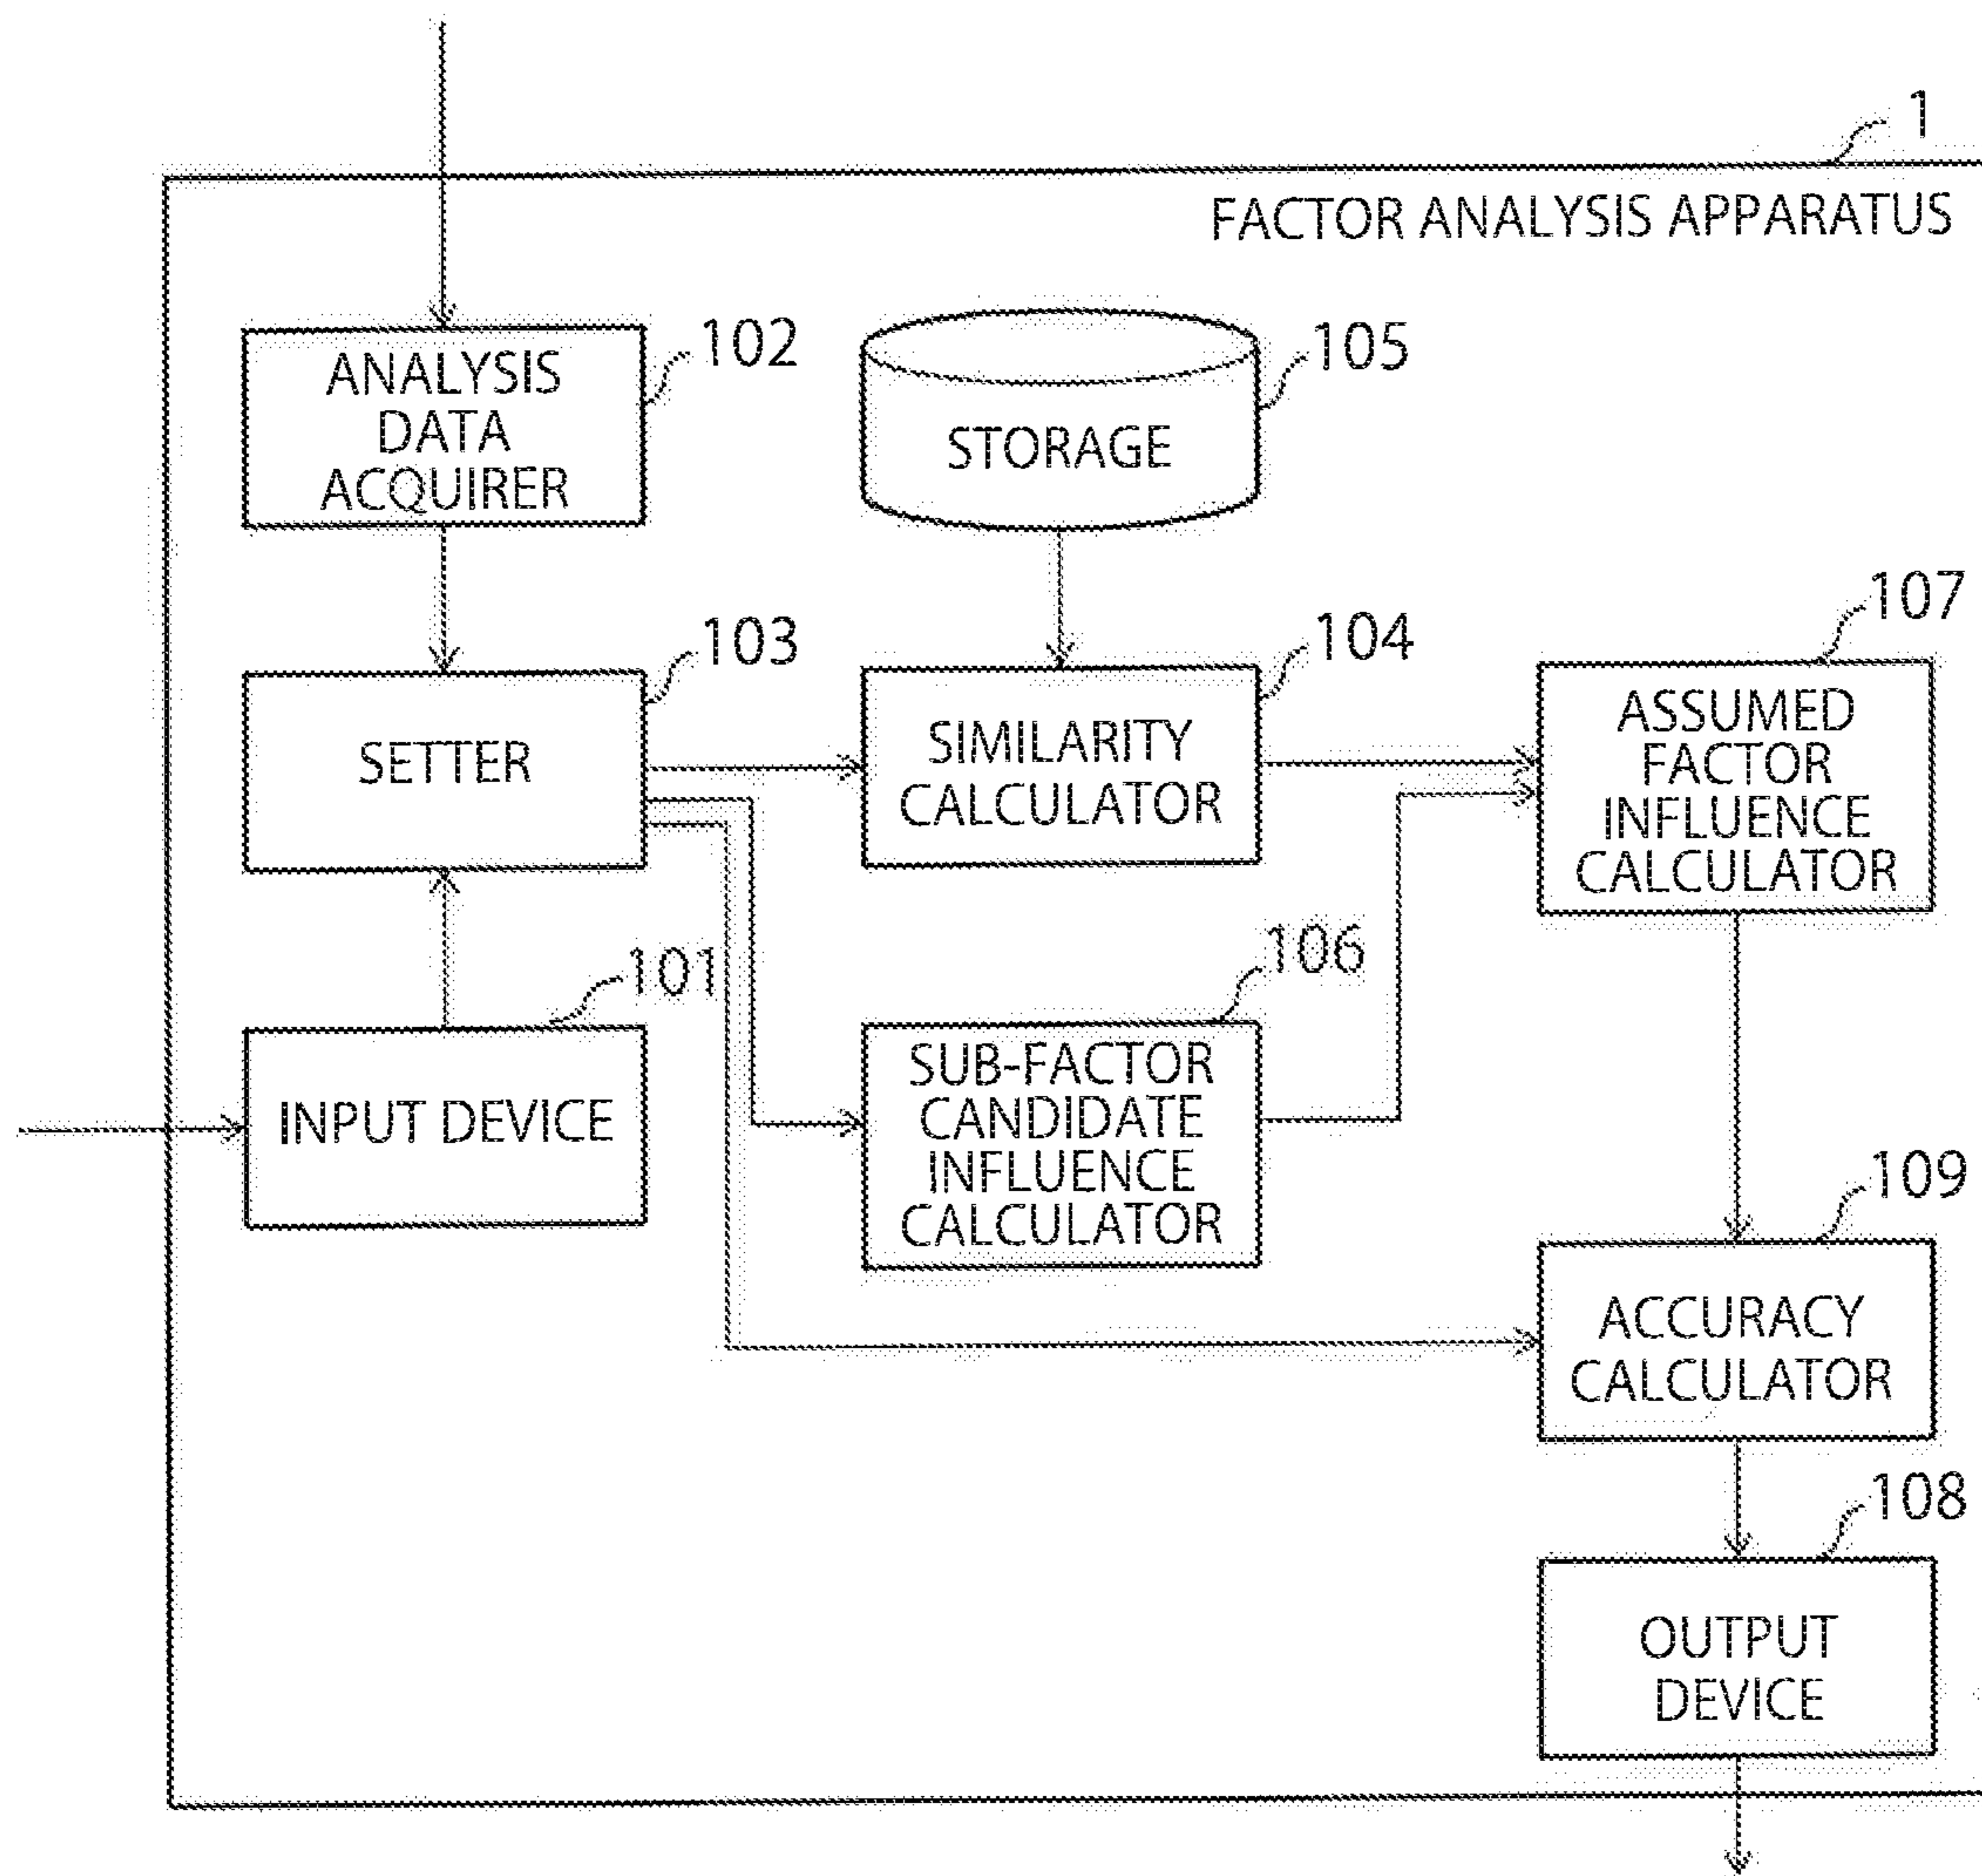 1
FACTOR ANALYSIS APPARATUS
102
ANALYSIS
DATA
ACQUIRER
105
STORAGE
103
SETTER
104
SIMILARITY
CALCULATOR
107
ASSUMED
FACTOR
INFLUENCE
CALCULATOR
101
INPUT DEVICE
106
SUB-FACTOR
CANDIDATE
INFLUENCE
CALCULATOR
109
ACCURACY
CALCULATOR
108
OUTPUT
DEVICE